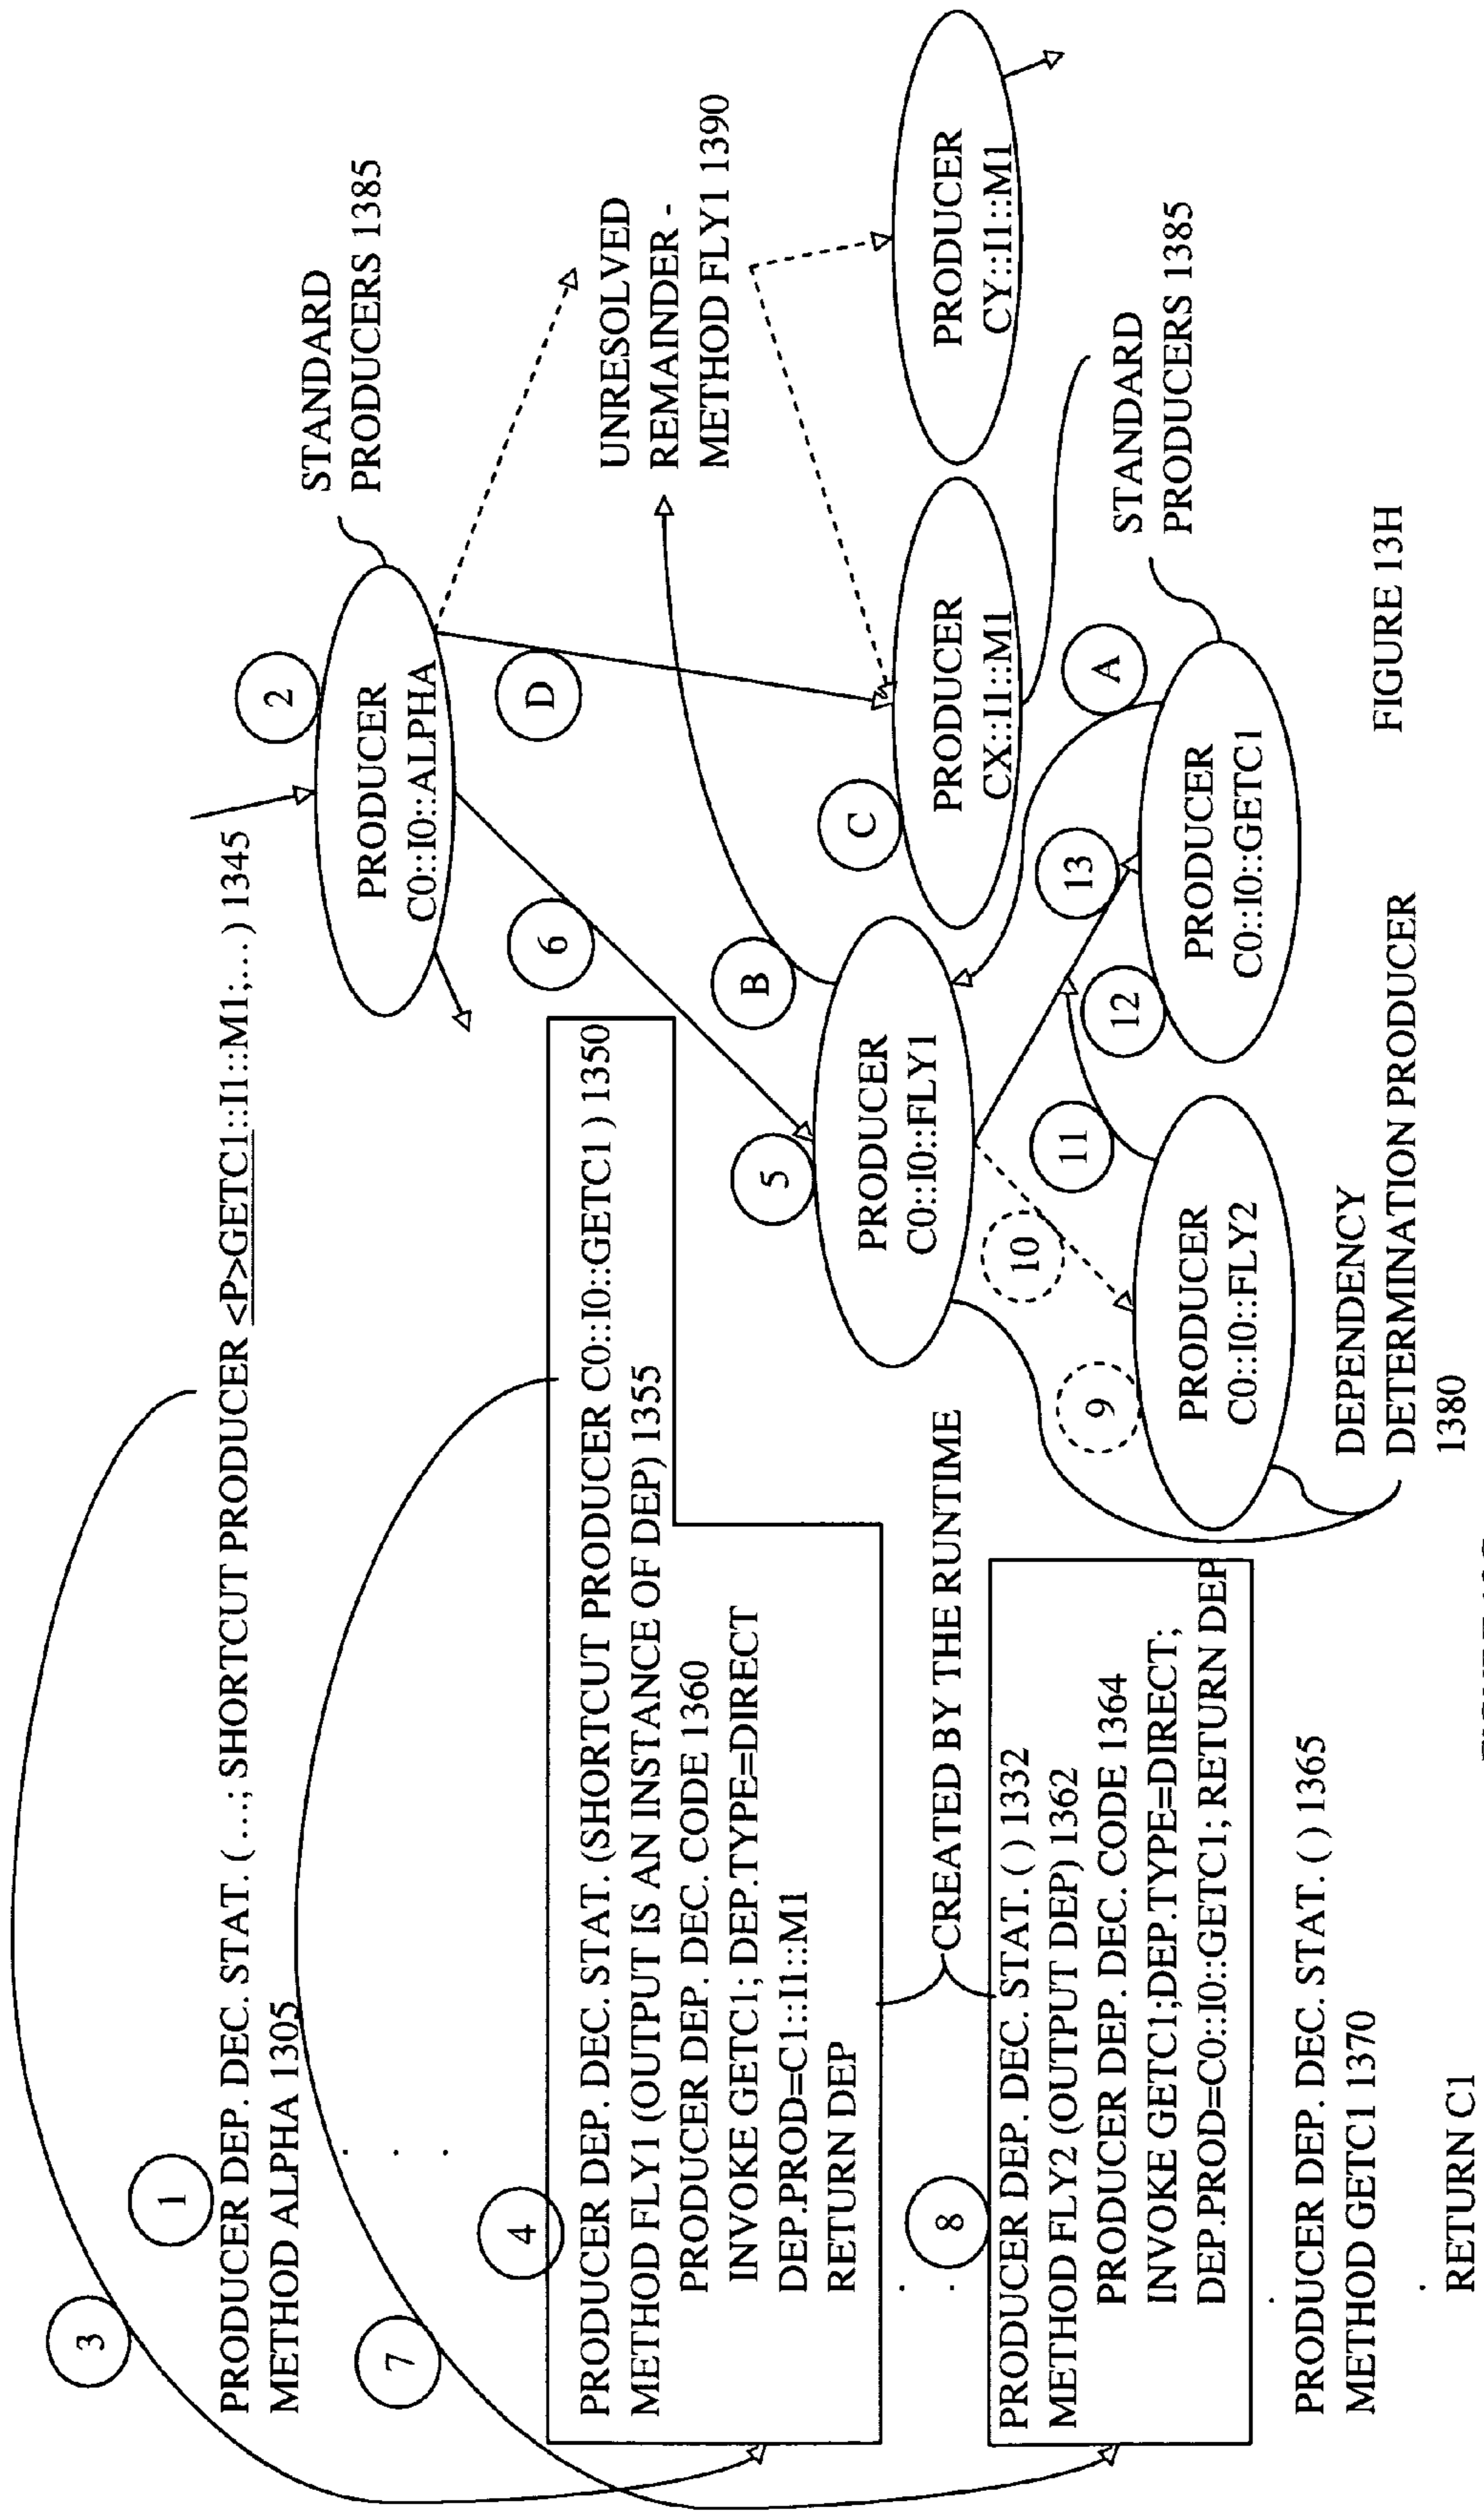 3
1
PRODUCER DEP. DEC. STAT. ( ...; SHORTCUT PRODUCER <P>GETC1::I1::M1;... ) 1345
METHOD ALPHA 1305
7
4
PRODUCER DEP. DEC. STAT. (SHORTCUT PRODUCER C0::I0::GETC1 ) 1350
METHOD FLY1 (OUTPUT IS AN INSTANCE OF DEP) 1355
PRODUCER DEP. DEC. CODE 1360
INVOKE GETC1; DEP.TYPE=DIRECT
DEP.PROD=C1::I1::M1
RETURN DEP
CREATED BY THE RUNTIME
8
PRODUCER DEP. DEC. STAT. ( ) 1332
METHOD FLY2 (OUTPUT DEP) 1362
PRODUCER DEP. DEC. CODE 1364
INVOKE GETC1;DEP.TYPE=DIRECT;
DEP.PROD=C0::I0::GETC1; RETURN DEP
PRODUCER DEP. DEC. STAT. ( ) 1365
METHOD GETC1 1370
RETURN C1
2
PRODUCER
C0::I0::ALPHA
STANDARD
PRODUCERS 1385
6
D
UNRESOLVED
REMAINDER -
METHOD FLY1 1390
B
5
PRODUCER
C0::I0::FLY1
C
PRODUCER
CX::I1::M1
PRODUCER
CY::I1::M1
10
11
13
A
9
12
PRODUCER
C0::I0::FLY2
PRODUCER
C0::I0::GETC1
STANDARD
PRODUCERS 1385
DEPENDENCY
DETERMINATION PRODUCER
1380
FIGURE 13H